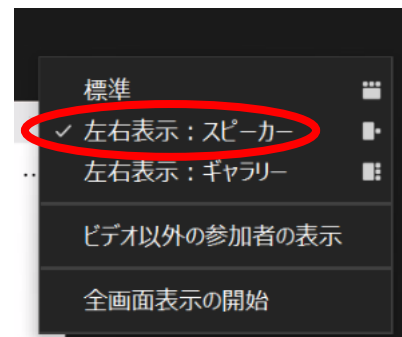 標準
✓ 左右表示：スピーカー
左右表示：ギャラリー
ビデオ以外の参加者の表示
全画面表示の開始